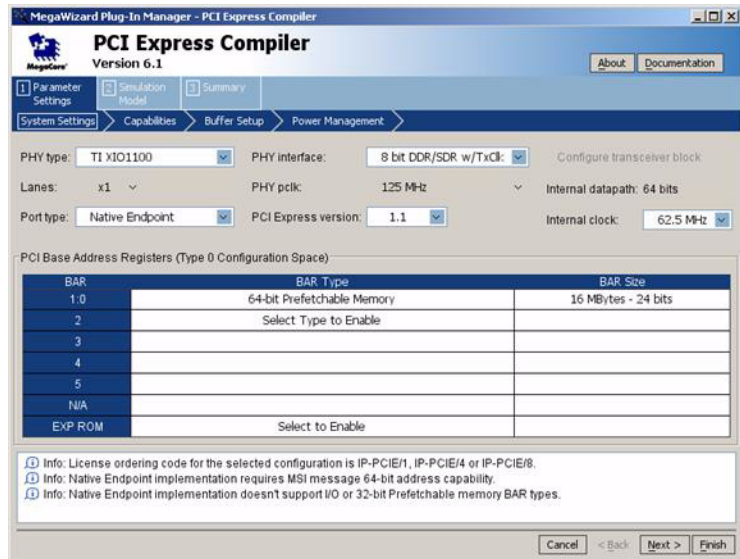 MegaWizard Plug-In Manager - PCI Express Compiler
MegaCore
PCI Express Compiler
Version 6.1
About
Documentation
1 Parameter Settings
2 Simulation Model
3 Summary
System Settings
Capabilities
Buffer Setup
Power Management
PHY type: TI XIO1100 PHY interface: 8 bit DDR/SDR w/TxClk: Configure transceiver block
Lanes: x1 PHY pclk: 125 MHz Internal datapath: 64 bits
Port type: Native Endpoint PCI Express version: 1.1 Internal clock: 62.5 MHz
PCI Base Address Registers (Type 0 Configuration Space)
BAR BAR Type BAR Size
1:0 64-bit Prefetchable Memory 16 MBytes - 24 bits
2 Select Type to Enable
3
4
5
N/A
EXP ROM Select to Enable
Info: License ordering code for the selected configuration is IP-PCIE/1, IP-PCIE/4 or IP-PCIE/8.
Info: Native Endpoint implementation requires MSI message 64-bit address capability.
Info: Native Endpoint implementation doesn't support I/O or 32-bit Prefetchable memory BAR types.
Cancel < Back Next > Finish